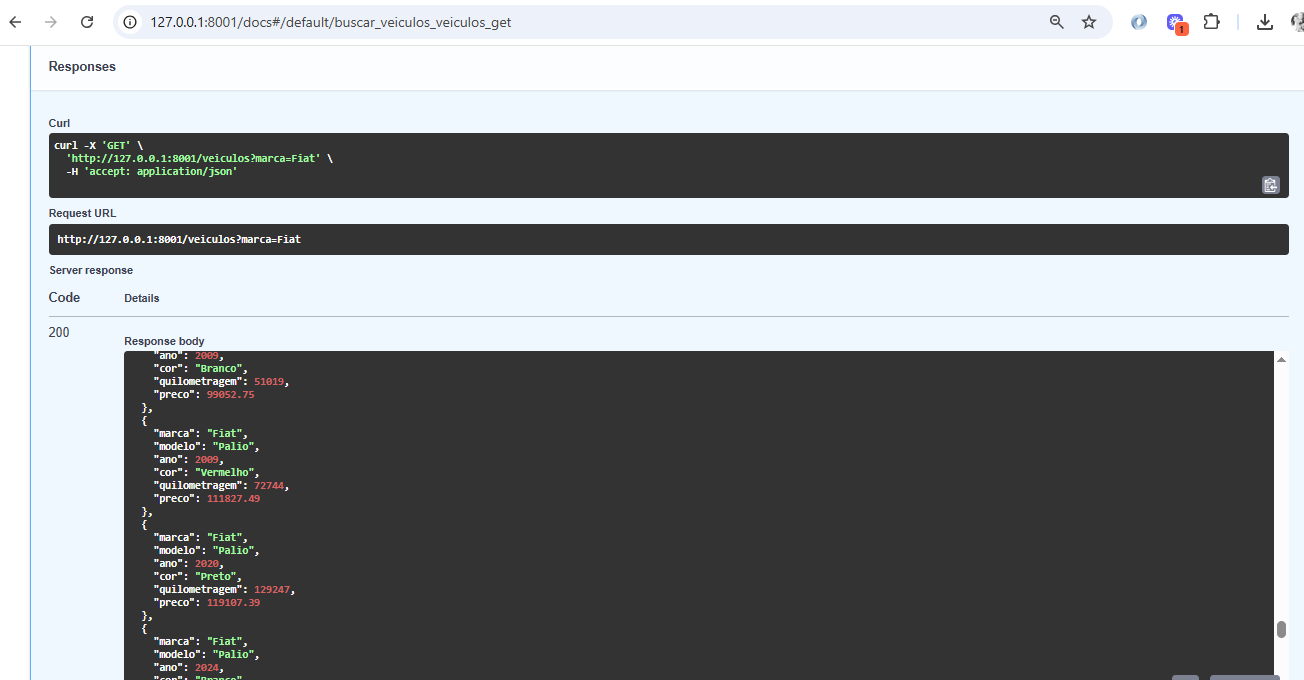 127.0.0.1:8001/docs#/default/buscar_veiculos_veiculos_get
1
Responses
Curl
curl -X 'GET' \
  'http://127.0.0.1:8001/veiculos?marca=Fiat' \
  -H 'accept: application/json'
Request URL
http://127.0.0.1:8001/veiculos?marca=Fiat
Server response
Code Details
200
Response body
"ano": 2009,
"cor": "Branco",
"quilometragem": 51019,
"preco": 99052.75
},
{
"marca": "Fiat",
"modelo": "Palio",
"ano": 2009,
"cor": "Vermelho",
"quilometragem": 72744,
"preco": 111827.49
},
{
"marca": "Fiat",
"modelo": "Palio",
"ano": 2020,
"cor": "Preto",
"quilometragem": 129247,
"preco": 119107.39
},
{
"marca": "Fiat",
"modelo": "Palio",
"ano": 2024,
"cor": "Branco",